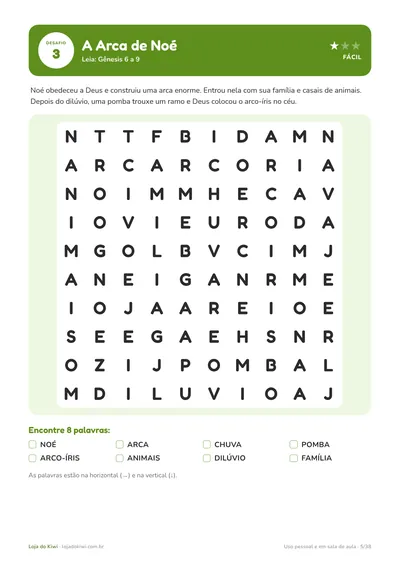 DESAFIO
3
A Arca de Noé
Leia: Gênesis 6 a 9
FÁCIL
Noé obedeceu a Deus e construiu uma arca enorme. Entrou nela com sua família e casais de animais.
Depois do dilúvio, uma pomba trouxe um ramo e Deus colocou o arco-íris no céu.
N T T F B I D A M N
A R C A R C O R I A
N O I M M H E C A V
I O V I E U R O D A
M G O L B V C I M J
A N E I G A N R M E
I O J A A R E I O E
S E E G A E H S N R
O Z I J P O M B A L
M D I L U V I O A J
Encontre 8 palavras:
NOÉ ARCA CHUVA POMBA
ARCO-ÍRIS ANIMAIS DILÚVIO FAMÍLIA
As palavras estão na horizontal (→) e na vertical (↓).
Loja do Kiwi · lojadokiwi.com.br
Uso pessoal e em sala de aula · 5/38